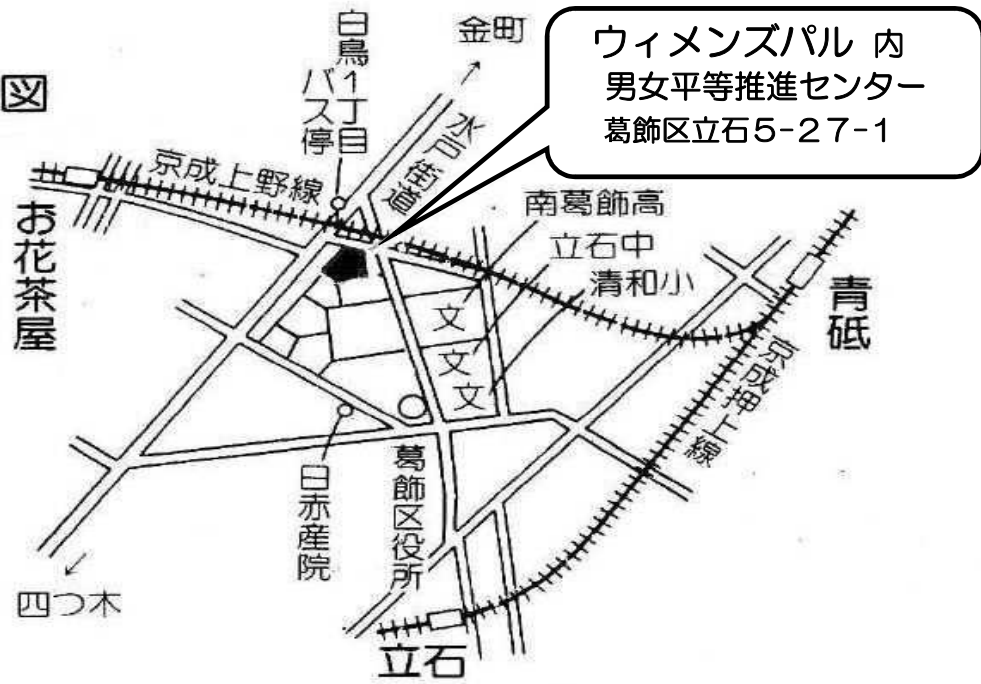 図
白鳥1丁目
バス停
金町
ウィメンズパル 内
男女平等推進センター
葛飾区立石5-27-1
水戸街道
京成上野線
お花茶屋
南葛飾高
立石中
清和小
文
文
文
青砥
京成押上線
葛飾区役所
日赤産院
四つ木
立石